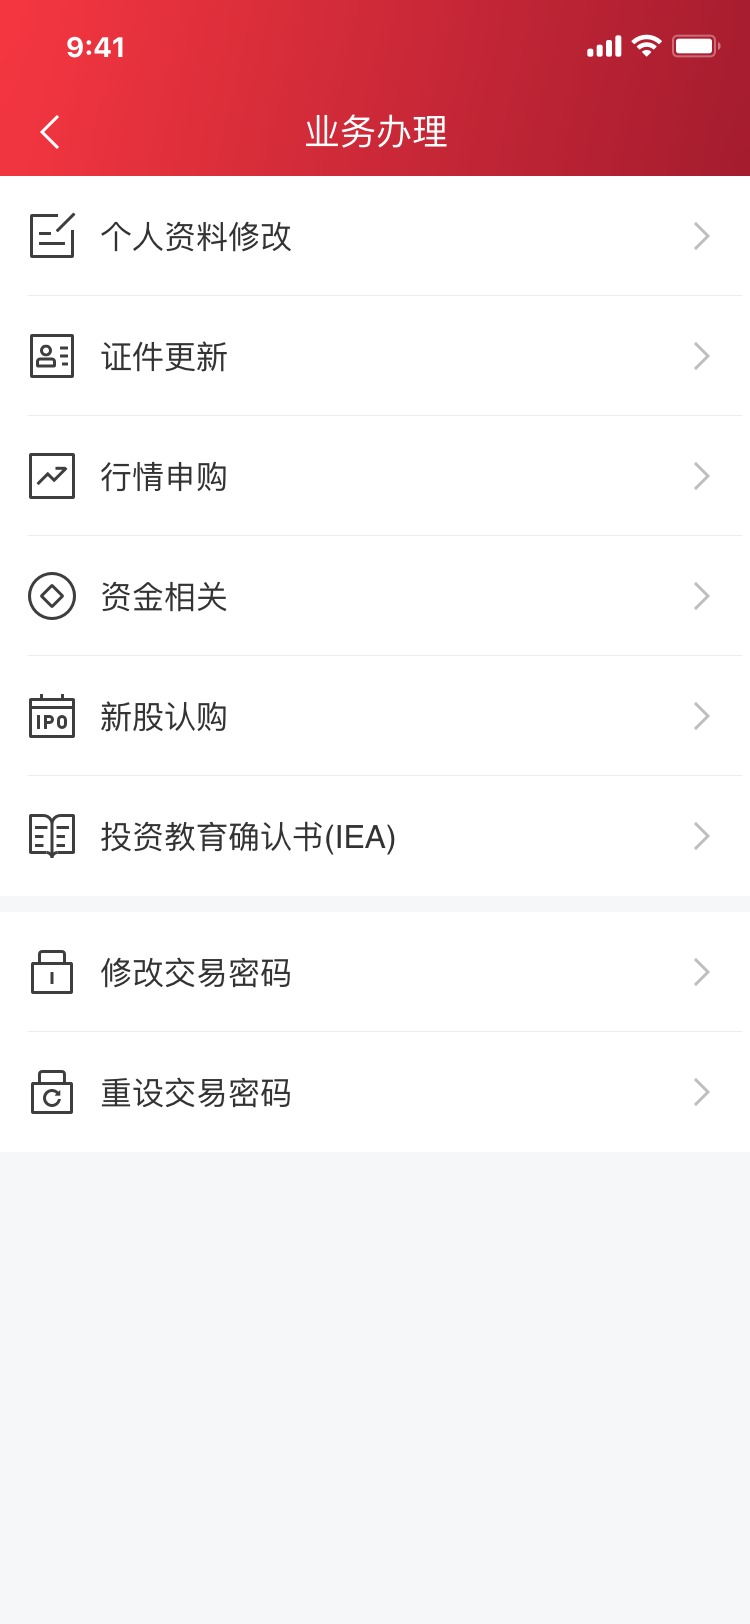 9:41
业务办理
个人资料修改
证件更新
行情申购
资金相关
IPO
新股认购
投资教育确认书(IEA)
修改交易密码
重设交易密码